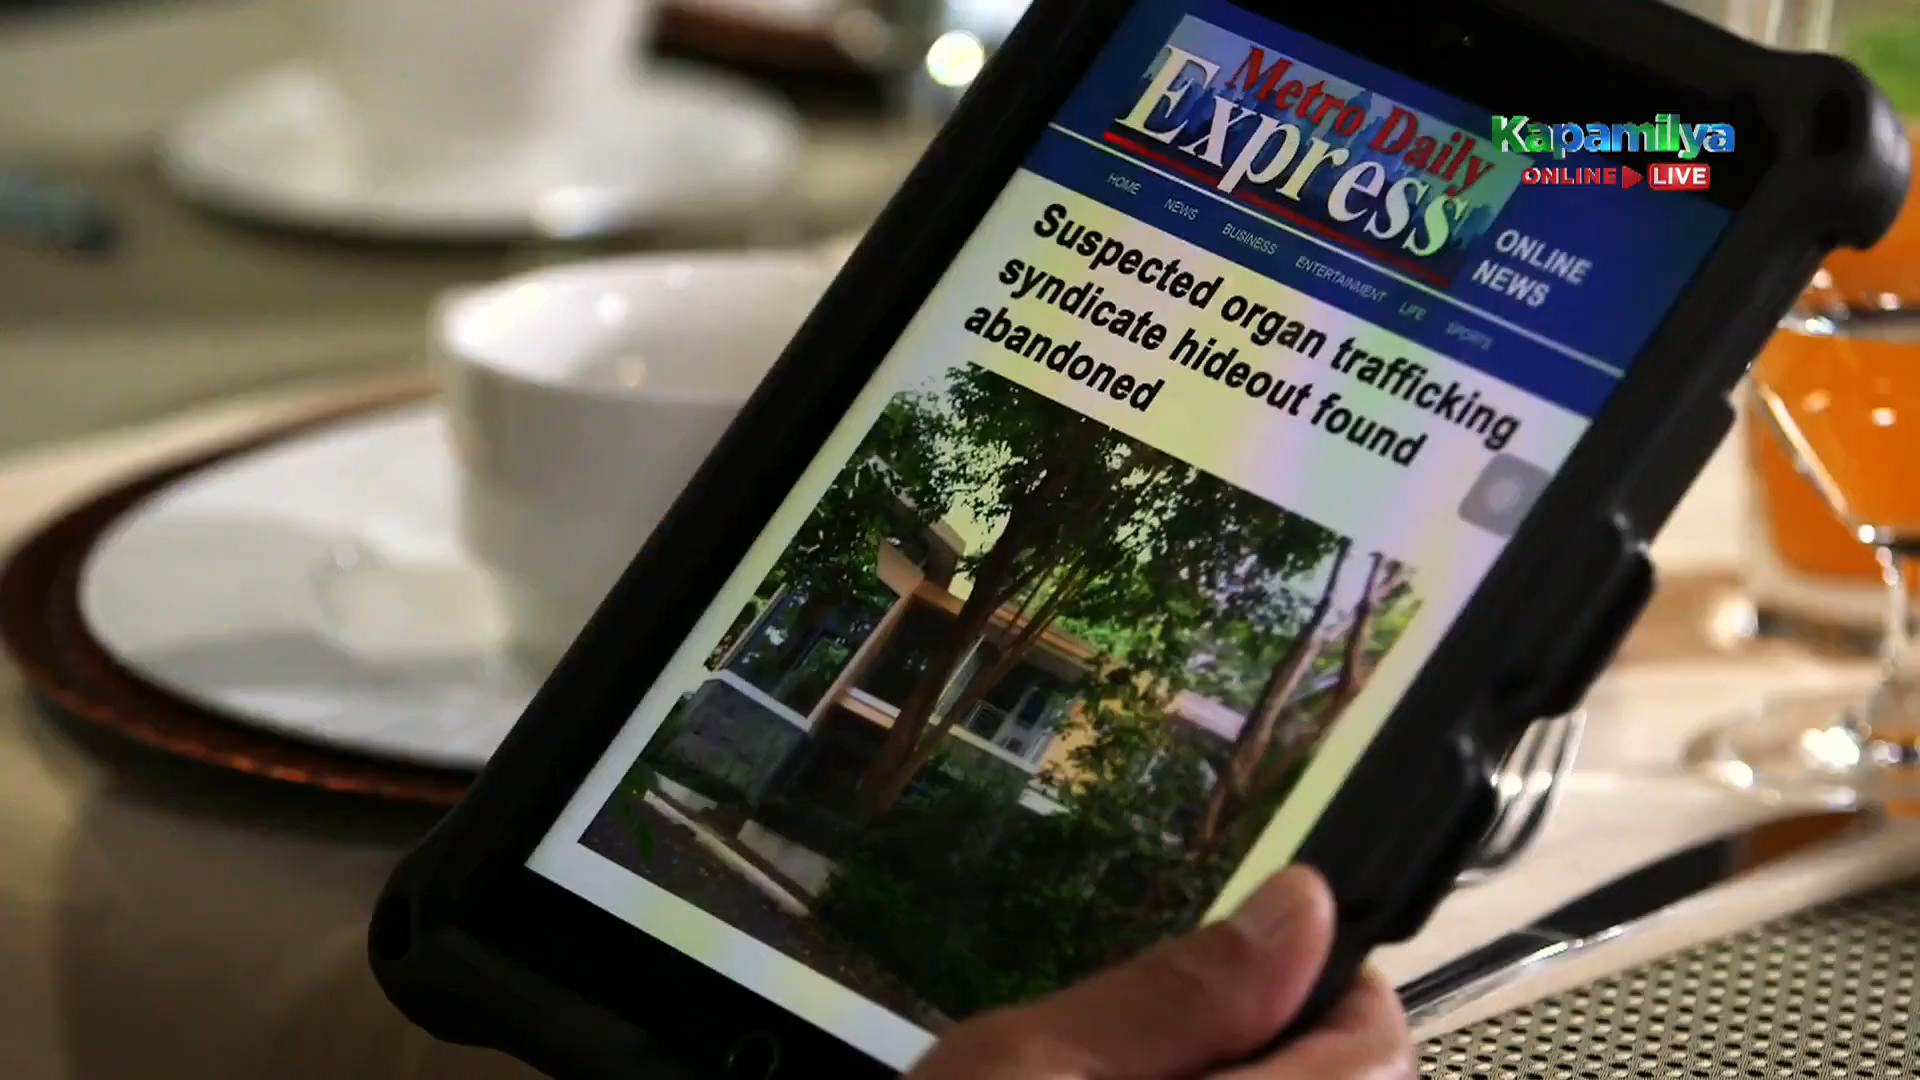 Metro Daily
Express
ONLINE
NEWS
HOME NEWS BUSINESS ENTERTAINMENT LIFE SPORTS
Suspected organ trafficking
syndicate hideout found
abandoned
Kapamilya
ONLINE LIVE